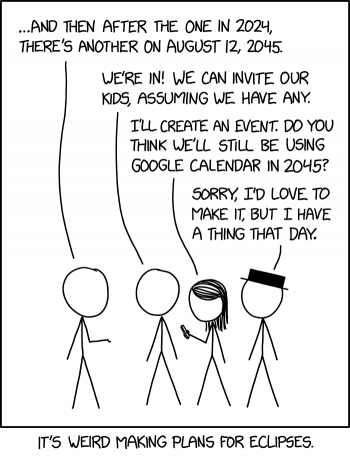 ...AND THEN AFTER THE ONE IN 2024,
THERE'S ANOTHER ON AUGUST 12, 2045.
WE'RE IN! WE CAN INVITE OUR
KIDS, ASSUMING WE HAVE ANY.
I'LL CREATE AN EVENT. DO YOU
THINK WE'LL STILL BE USING
GOOGLE CALENDAR IN 2045?
SORRY, I'D LOVE TO
MAKE IT, BUT I HAVE
A THING THAT DAY.
IT'S WEIRD MAKING PLANS FOR ECLIPSES.